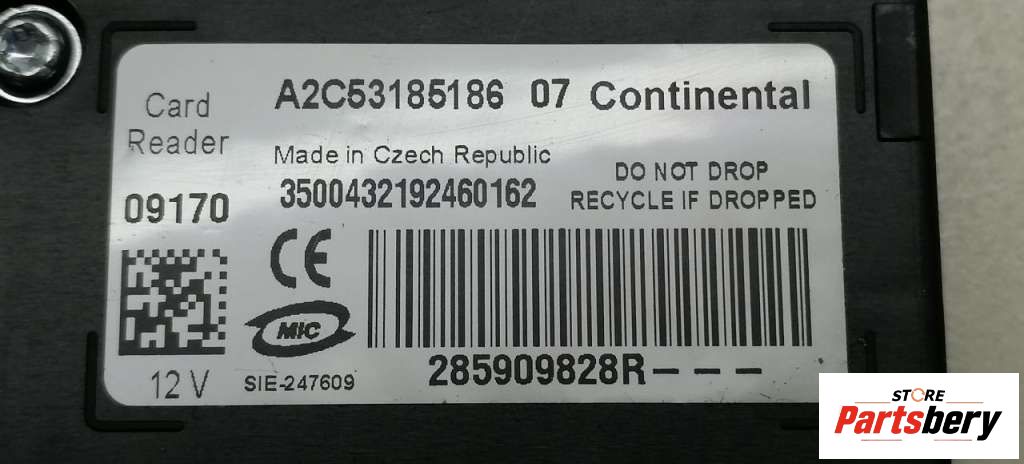 Card
Reader
09170
12 V
A2C53185186 07 Continental
Made in Czech Republic
3500432192460162
DO NOT DROP
RECYCLE IF DROPPED
CE
MIC
SIE-247609
285909828R---
STORE
Partsbery